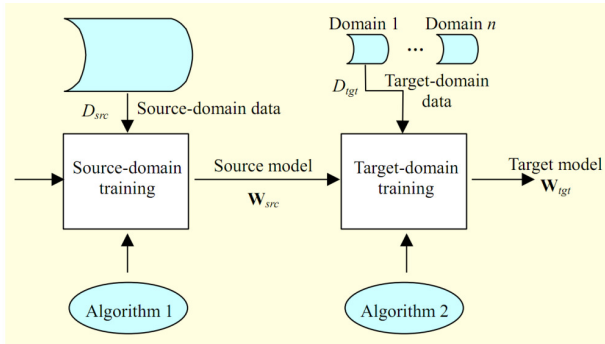 Domain 1 ... Domain n
D_src Source-domain data
D_tgt Target-domain
data
Source-domain
training
Source model
W_src
Target-domain
training
Target model
W_tgt
Algorithm 1
Algorithm 2